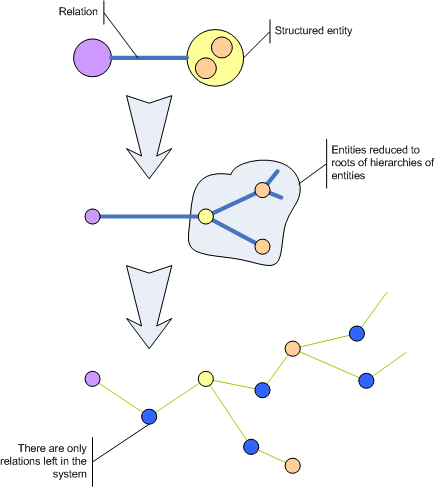 Relation
Structured entity
Entities reduced to
roots of hierarchies of
entities
There are only
relations left in the
system